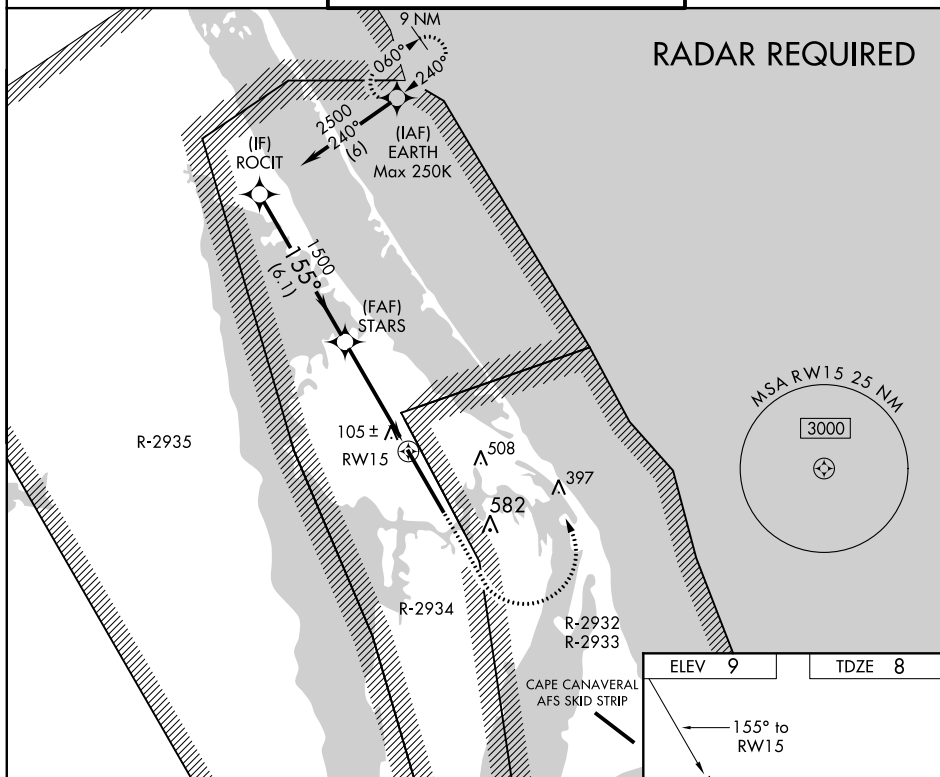 9 NM
RADAR REQUIRED
060°
240°
2500
240°
(6)
(IAF)
EARTH
Max 250K
(IF)
ROCIT
1500
155°
(6.1)
(FAF)
STARS
MSA RW15 25 NM
3000
105±
RW15
508
397
582
R-2935
R-2934
R-2932
R-2933
CAPE CANAVERAL
AFS SKID STRIP
ELEV 9
TDZE 8
155° to
RW15